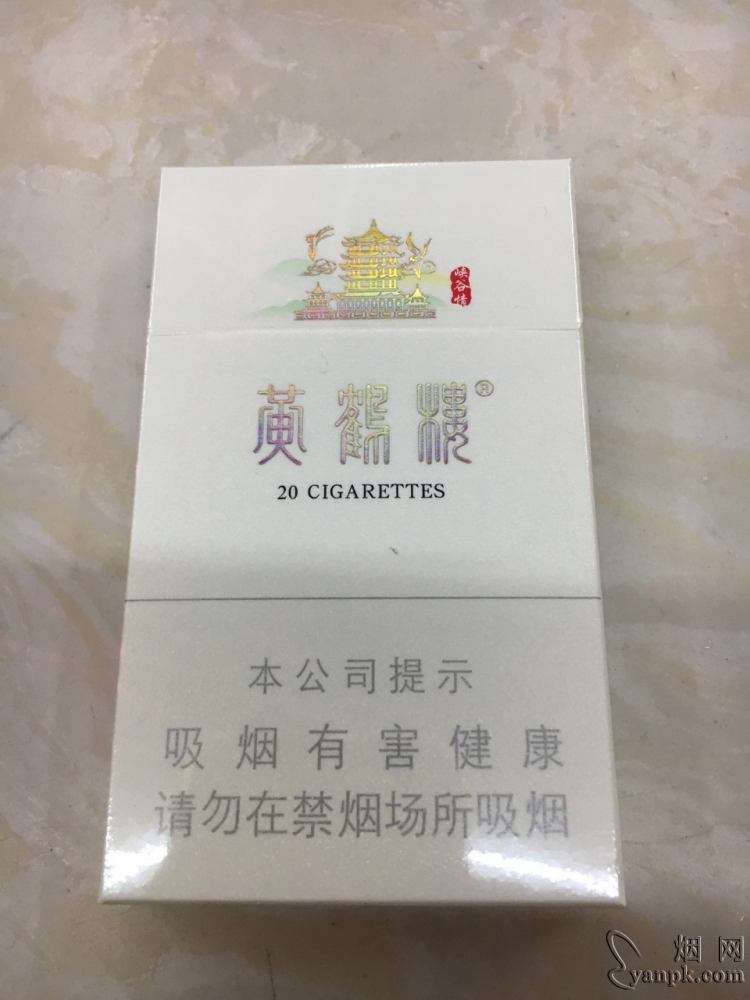 峡谷情
黄鹤楼®
20 CIGARETTES
本公司提示
吸烟有害健康
请勿在禁烟场所吸烟
烟网
yanpk.com